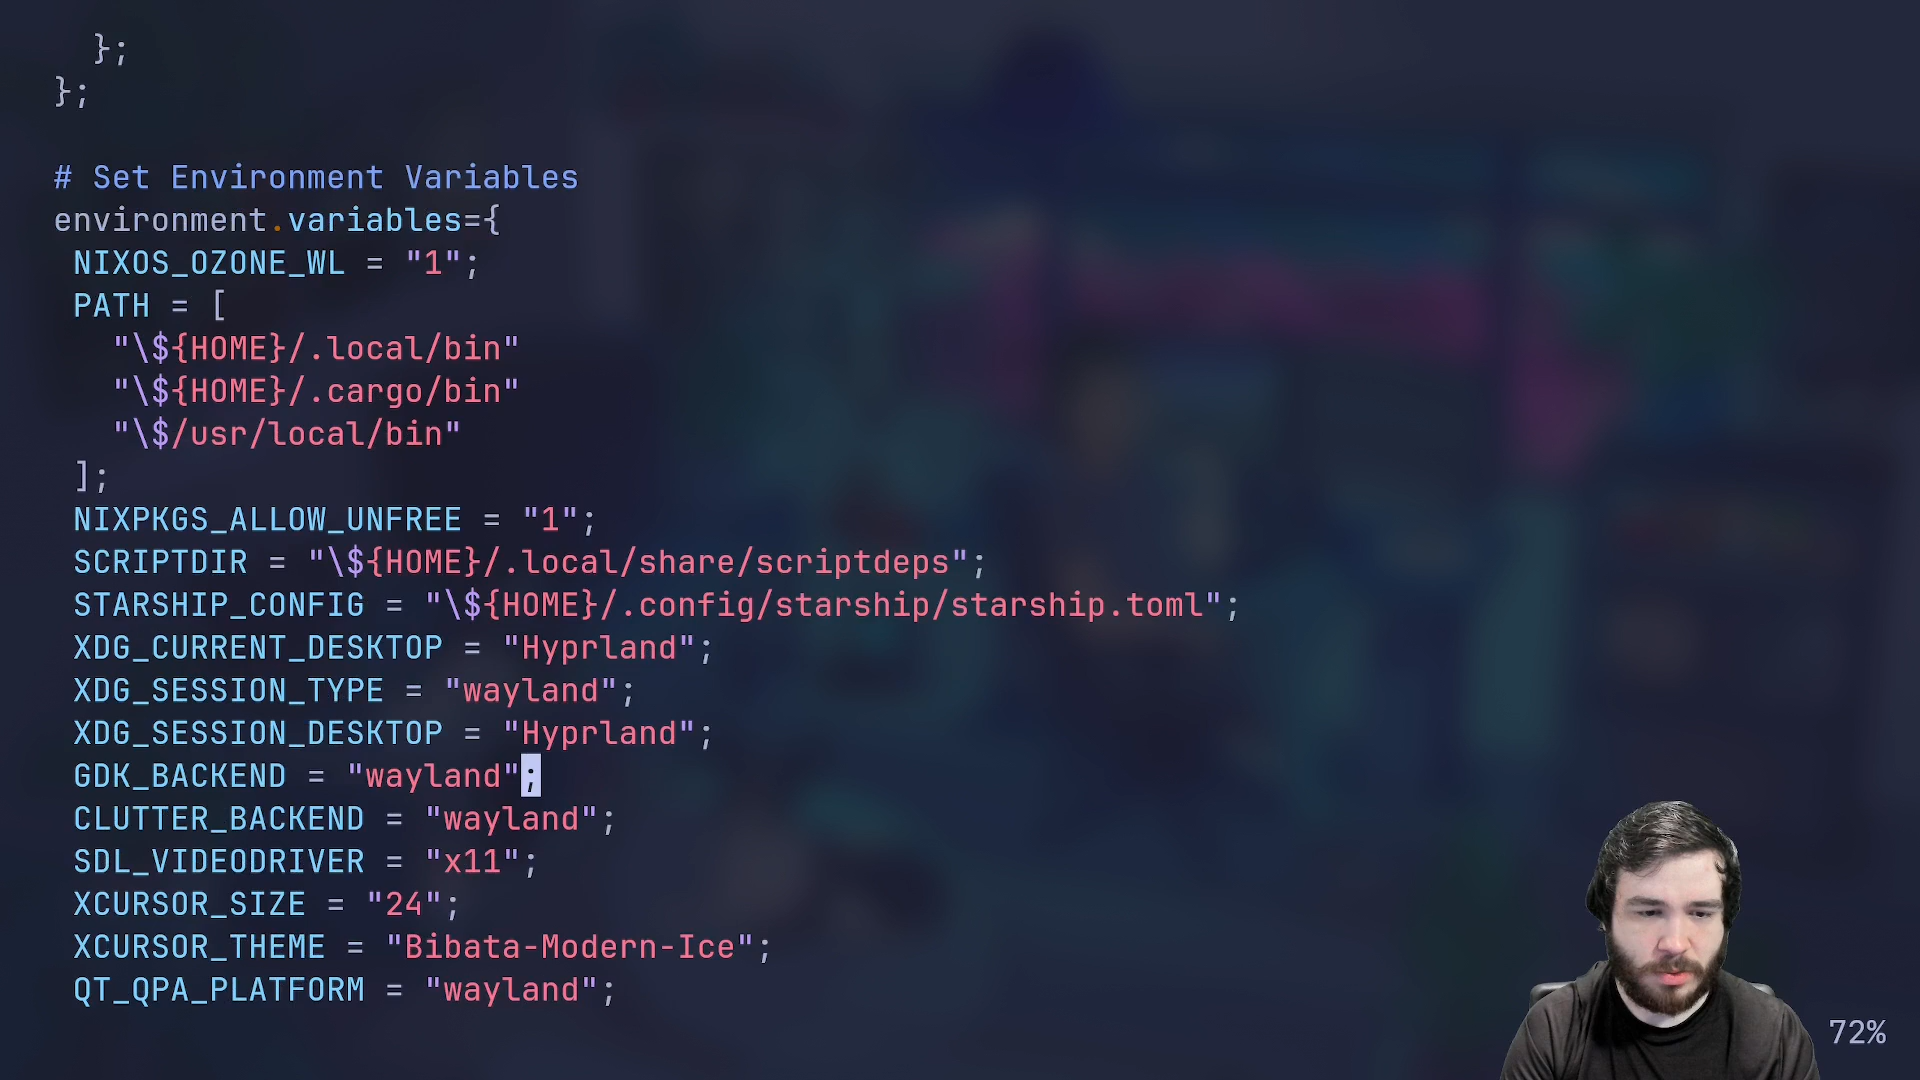 };
};
# Set Environment Variables
environment.variables={
NIXOS_OZONE_WL = "1";
PATH = [
"\${HOME}/.local/bin"
"\${HOME}/.cargo/bin"
"\$/usr/local/bin"
];
NIXPKGS_ALLOW_UNFREE = "1";
SCRIPTDIR = "\${HOME}/.local/share/scriptdeps";
STARSHIP_CONFIG = "\${HOME}/.config/starship/starship.toml";
XDG_CURRENT_DESKTOP = "Hyprland";
XDG_SESSION_TYPE = "wayland";
XDG_SESSION_DESKTOP = "Hyprland";
GDK_BACKEND = "wayland";
CLUTTER_BACKEND = "wayland";
SDL_VIDEODRIVER = "x11";
XCURSOR_SIZE = "24";
XCURSOR_THEME = "Bibata-Modern-Ice";
QT_QPA_PLATFORM = "wayland";
72%